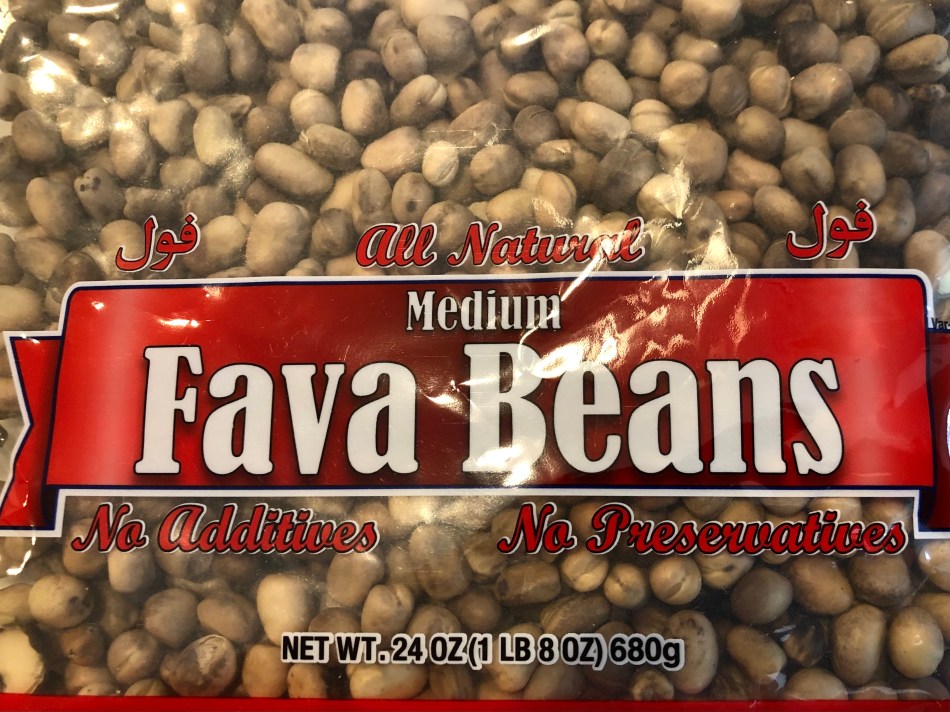 فول
All Natural
فول
Medium
Fava Beans
No Additives
No Preservatives
NET WT. 24 OZ (1 LB 8 OZ) 680g